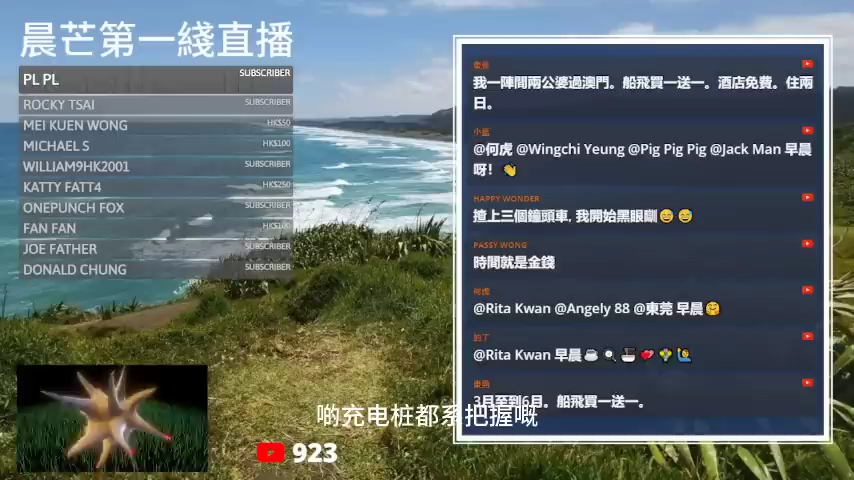 晨芒第一綫直播
PL PL SUBSCRIBER
ROCKY TSAI SUBSCRIBER
MEI KUEN WONG HK$50
MICHAEL S HK$100
WILLIAM9HK2001 SUBSCRIBER
KATTY FATT4 HK$250
ONEPUNCH FOX SUBSCRIBER
FAN FAN HK$100
JOE FATHER SUBSCRIBER
DONALD CHUNG SUBSCRIBER
我一陣間兩公婆過澳門。船飛買一送一。酒店免費。住兩
日。
@何虎 @Wingchi Yeung @Pig Pig Pig @Jack Man 早晨
呀！👏
HAPPY WONDER
揸上三個鐘頭車, 我開始黑眼瞓😅😅
PASSY WONG
時間就是金錢
何虎
@Rita Kwan @Angely 88 @東莞 早晨🤗
@Rita Kwan 早晨
3月至到6月。船飛買一送一。
啲充电桩都系把握嘅
923